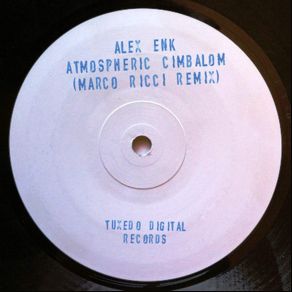 ALEX ENK
ATMOSPHERIC CIMBALOM
(MARCO RICCI REMIX)
TUXEDO DIGITAL
RECORDS